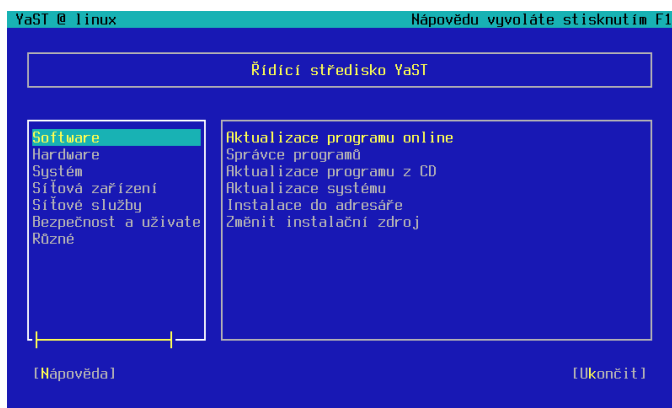 YaST @ linux Nápovědu vyvoláte stisknutím F1
Řídící středisko YaST
Software
Hardware
Systém
Síťová zařízení
Síťové služby
Bezpečnost a uživate
Různé
Aktualizace programu online
Správce programů
Aktualizace programu z CD
Aktualizace systému
Instalace do adresáře
Změnit instalační zdroj
[Nápověda] [Ukončit]